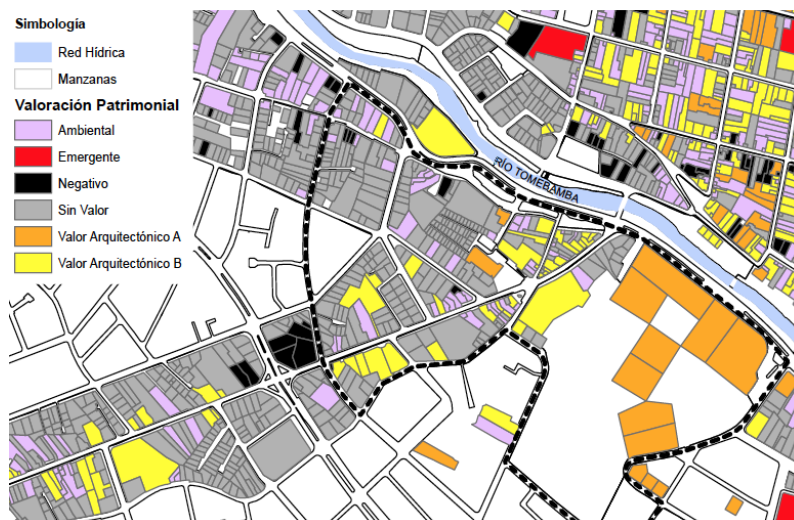 Simbología
Red Hídrica
Manzanas
Valoración Patrimonial
Ambiental
Emergente
Negativo
Sin Valor
Valor Arquitectónico A
Valor Arquitectónico B
RÍO TOMEBAMBA